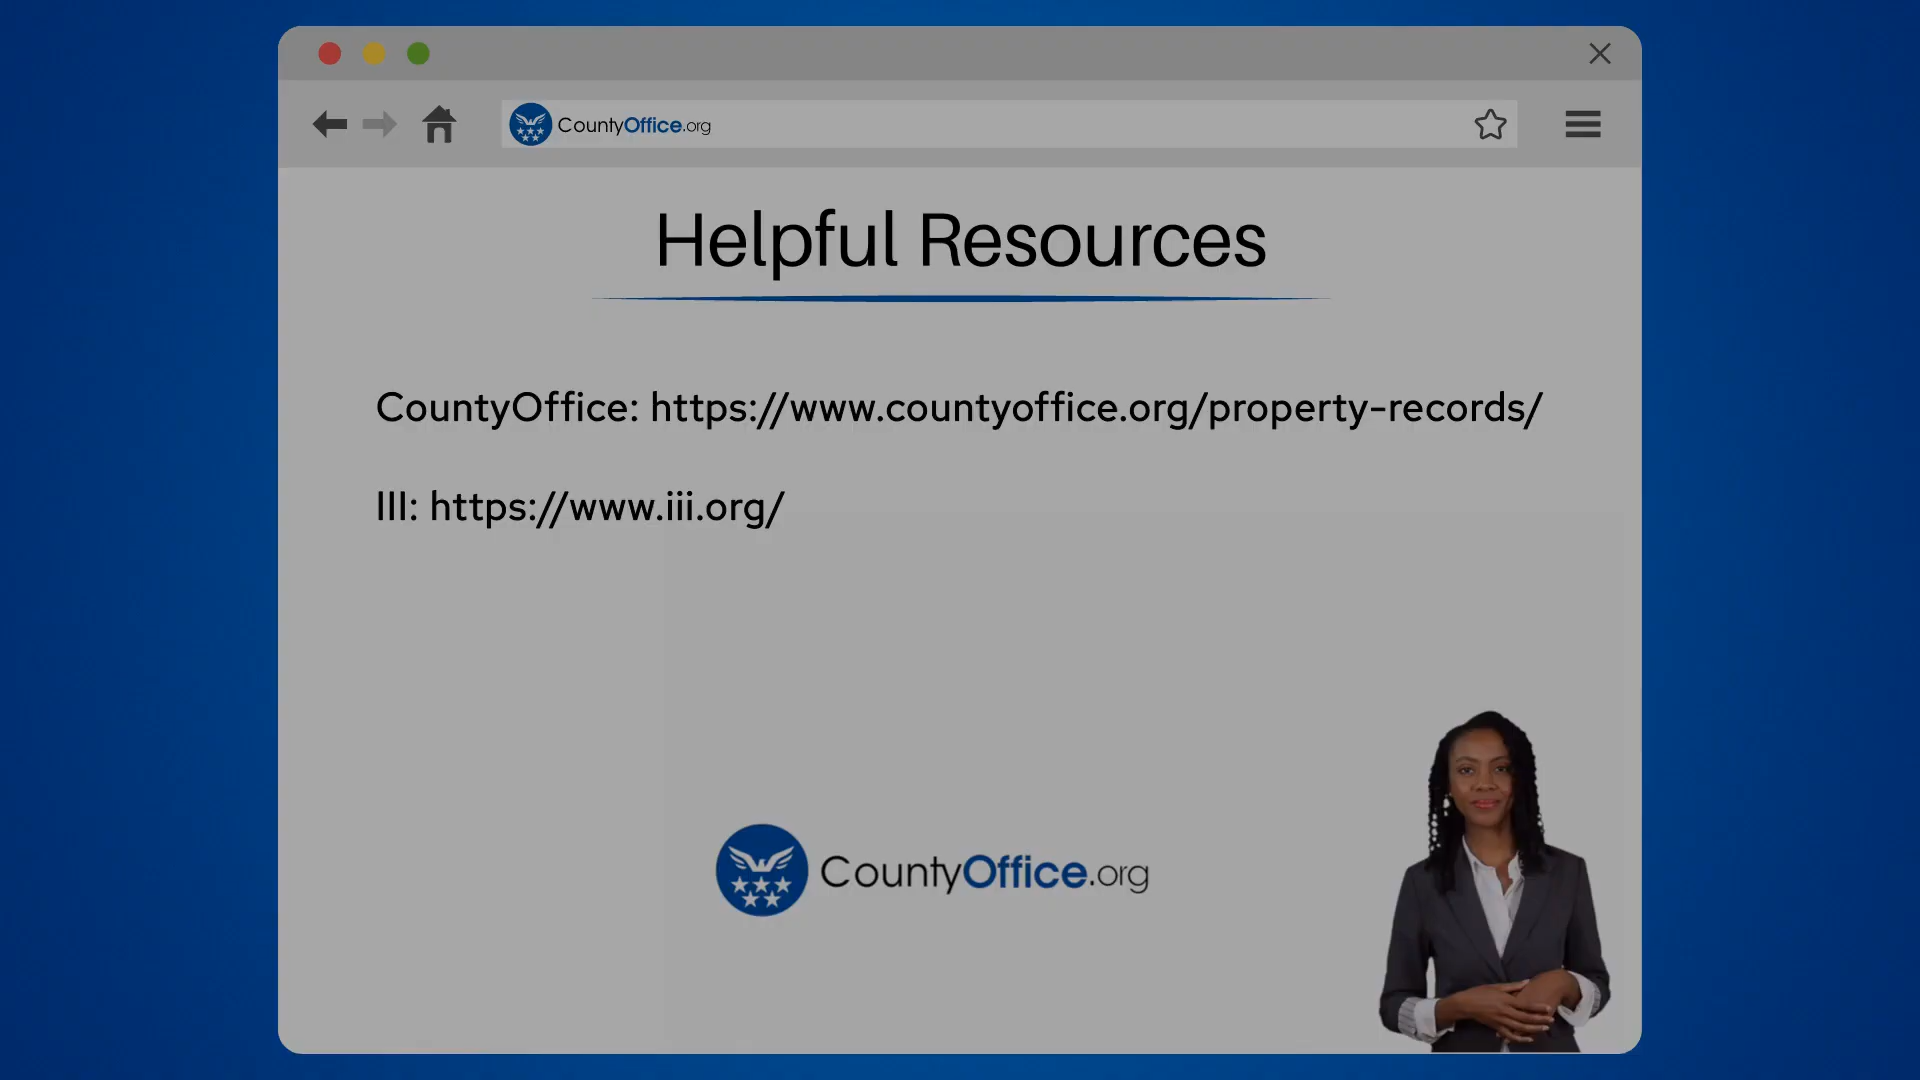 CountyOffice.org
Helpful Resources
CountyOffice: https://www.countyoffice.org/property-records/
III: https://www.iii.org/
CountyOffice.org